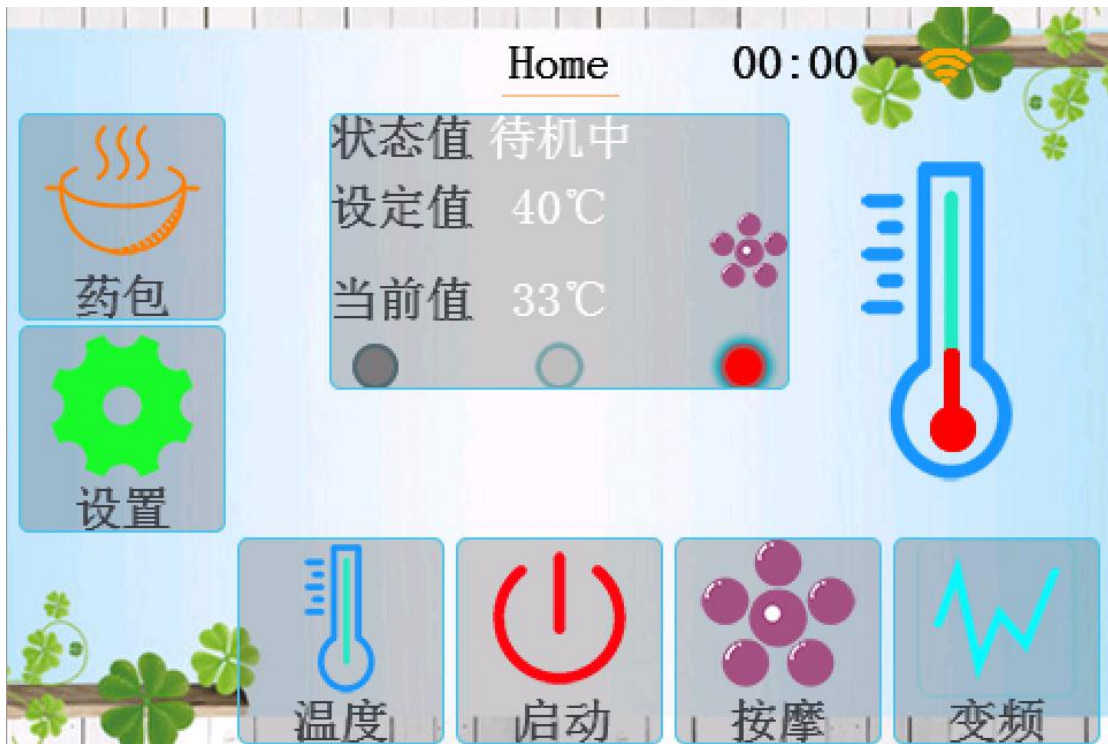 Home 00:00
状态值 待机中
设定值 40℃
当前值 33℃
药包
设置
温度
启动
按摩
变频